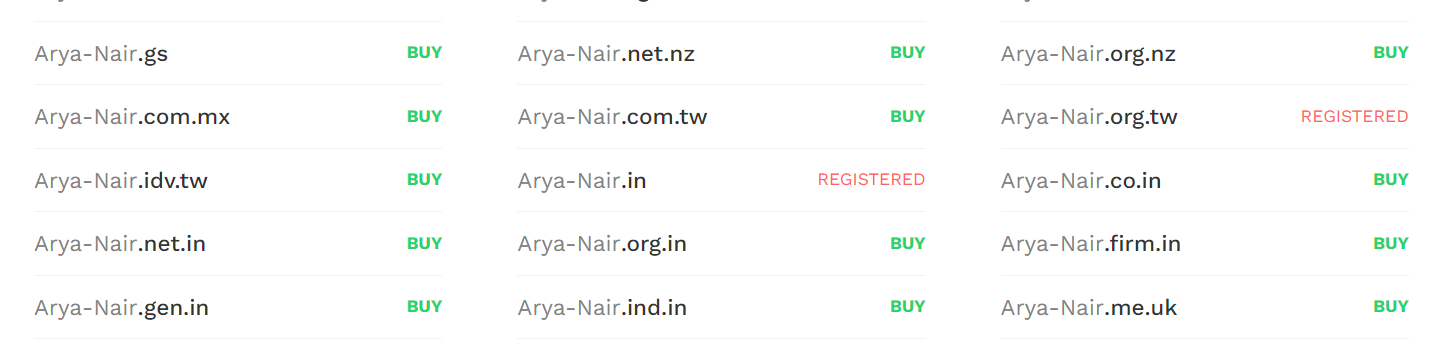 Arya-Nair.gs BUY Arya-Nair.net.nz BUY Arya-Nair.org.nz BUY
Arya-Nair.com.mx BUY Arya-Nair.com.tw BUY Arya-Nair.org.tw REGISTERED
Arya-Nair.idv.tw BUY Arya-Nair.in REGISTERED Arya-Nair.co.in BUY
Arya-Nair.net.in BUY Arya-Nair.org.in BUY Arya-Nair.firm.in BUY
Arya-Nair.gen.in BUY Arya-Nair.ind.in BUY Arya-Nair.me.uk BUY